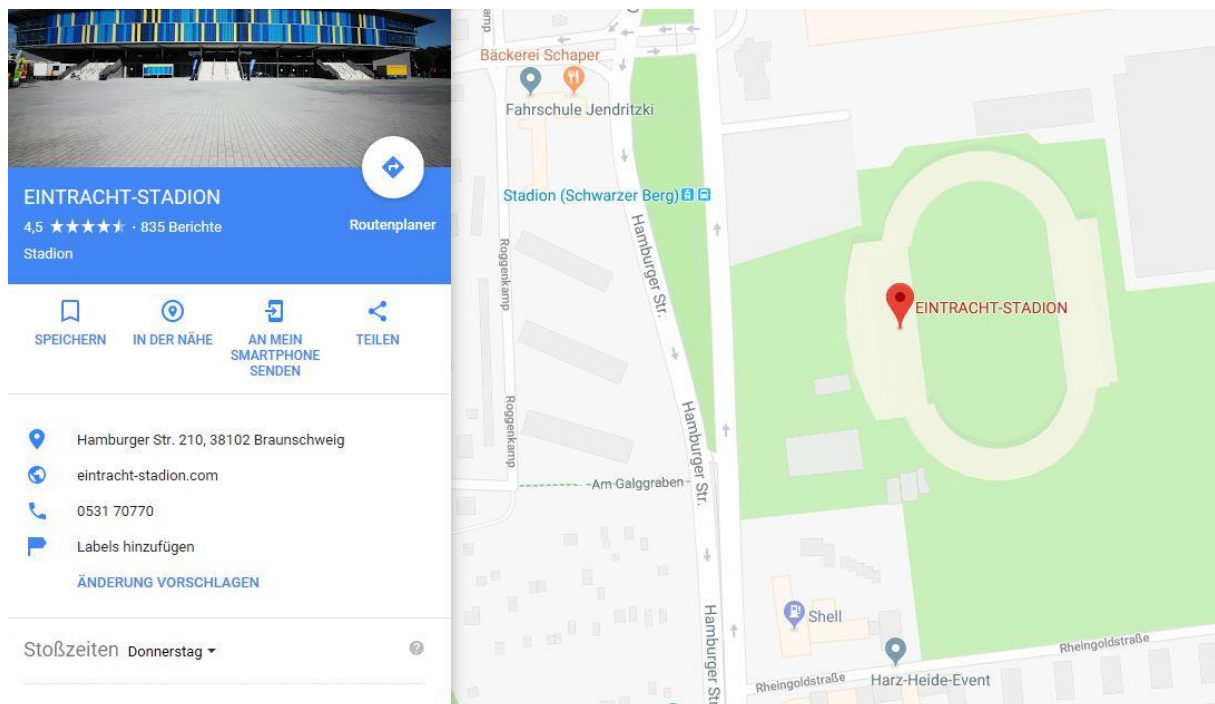 EINTRACHT-STADION
4,5 ★★★★★ · 835 Berichte
Routenplaner
Stadion
SPEICHERN
IN DER NÄHE
AN MEIN
SMARTPHONE
SENDEN
TEILEN
Hamburger Str. 210, 38102 Braunschweig
eintracht-stadion.com
0531 70770
Labels hinzufügen
ÄNDERUNG VORSCHLAGEN
Stoßzeiten Donnerstag
Bäckerei Schaper
Fahrschule Jendritzki
Stadion (Schwarzer Berg)
Hamburger Str.
Roggenkamp
EINTRACHT-STADION
Roggenkamp
Hamburger Str.
Am Galggraben
Shell
Hamburger Str
Rheingoldstraße
Harz-Heide-Event
Rheingoldstraße